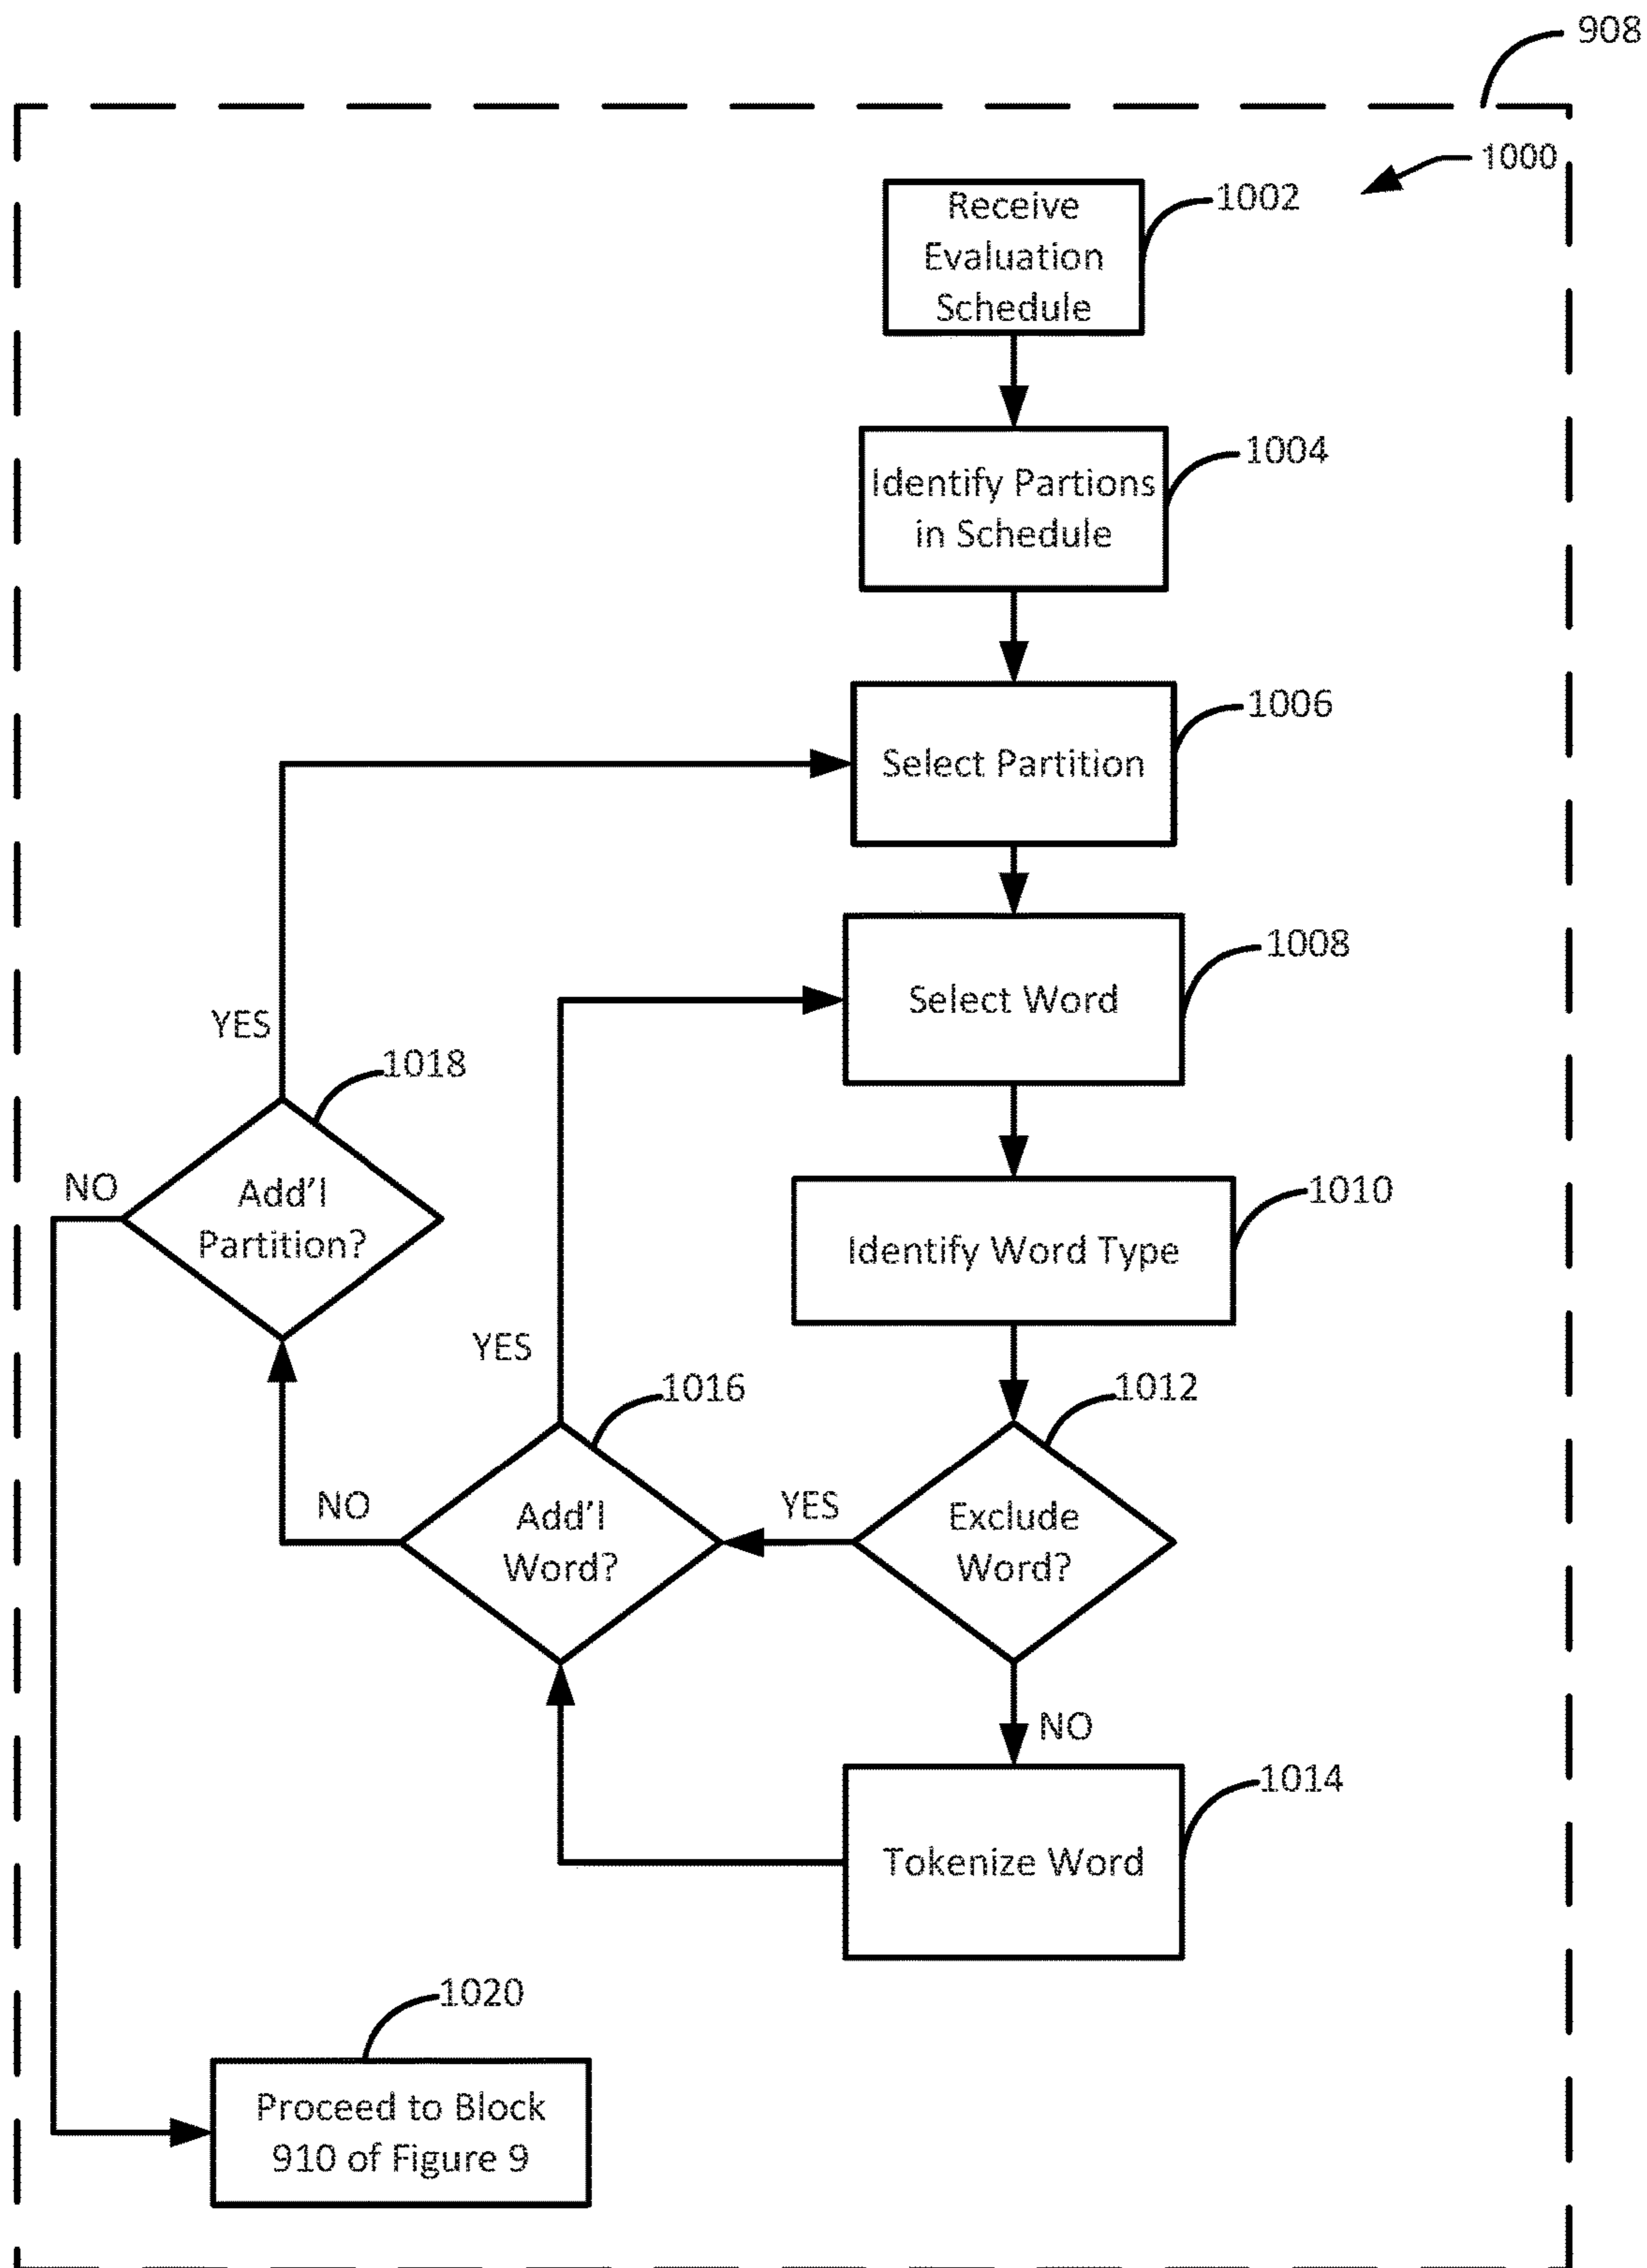 908
1000
Receive
Evaluation
Schedule
1002
Identify Partions
in Schedule
1004
Select Partition
1006
Select Word
1008
YES
1018
NO
Add'l
Partition?
Identify Word Type
1010
YES
1016
1012
NO
Add'l
Word?
YES
Exclude
Word?
NO
Tokenize Word
1014
1020
Proceed to Block
910 of Figure 9